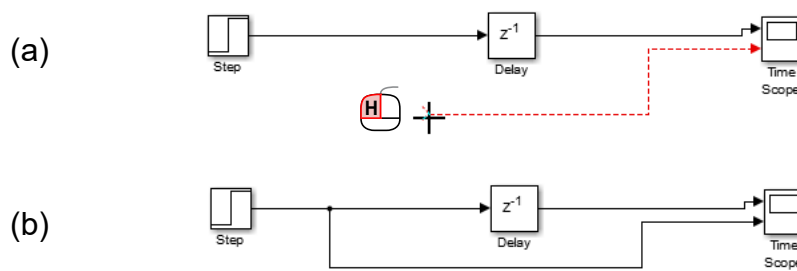 (a)
z-1
Step
Delay
Time
Scope
H
(b)
z-1
Step
Delay
Time
Scope